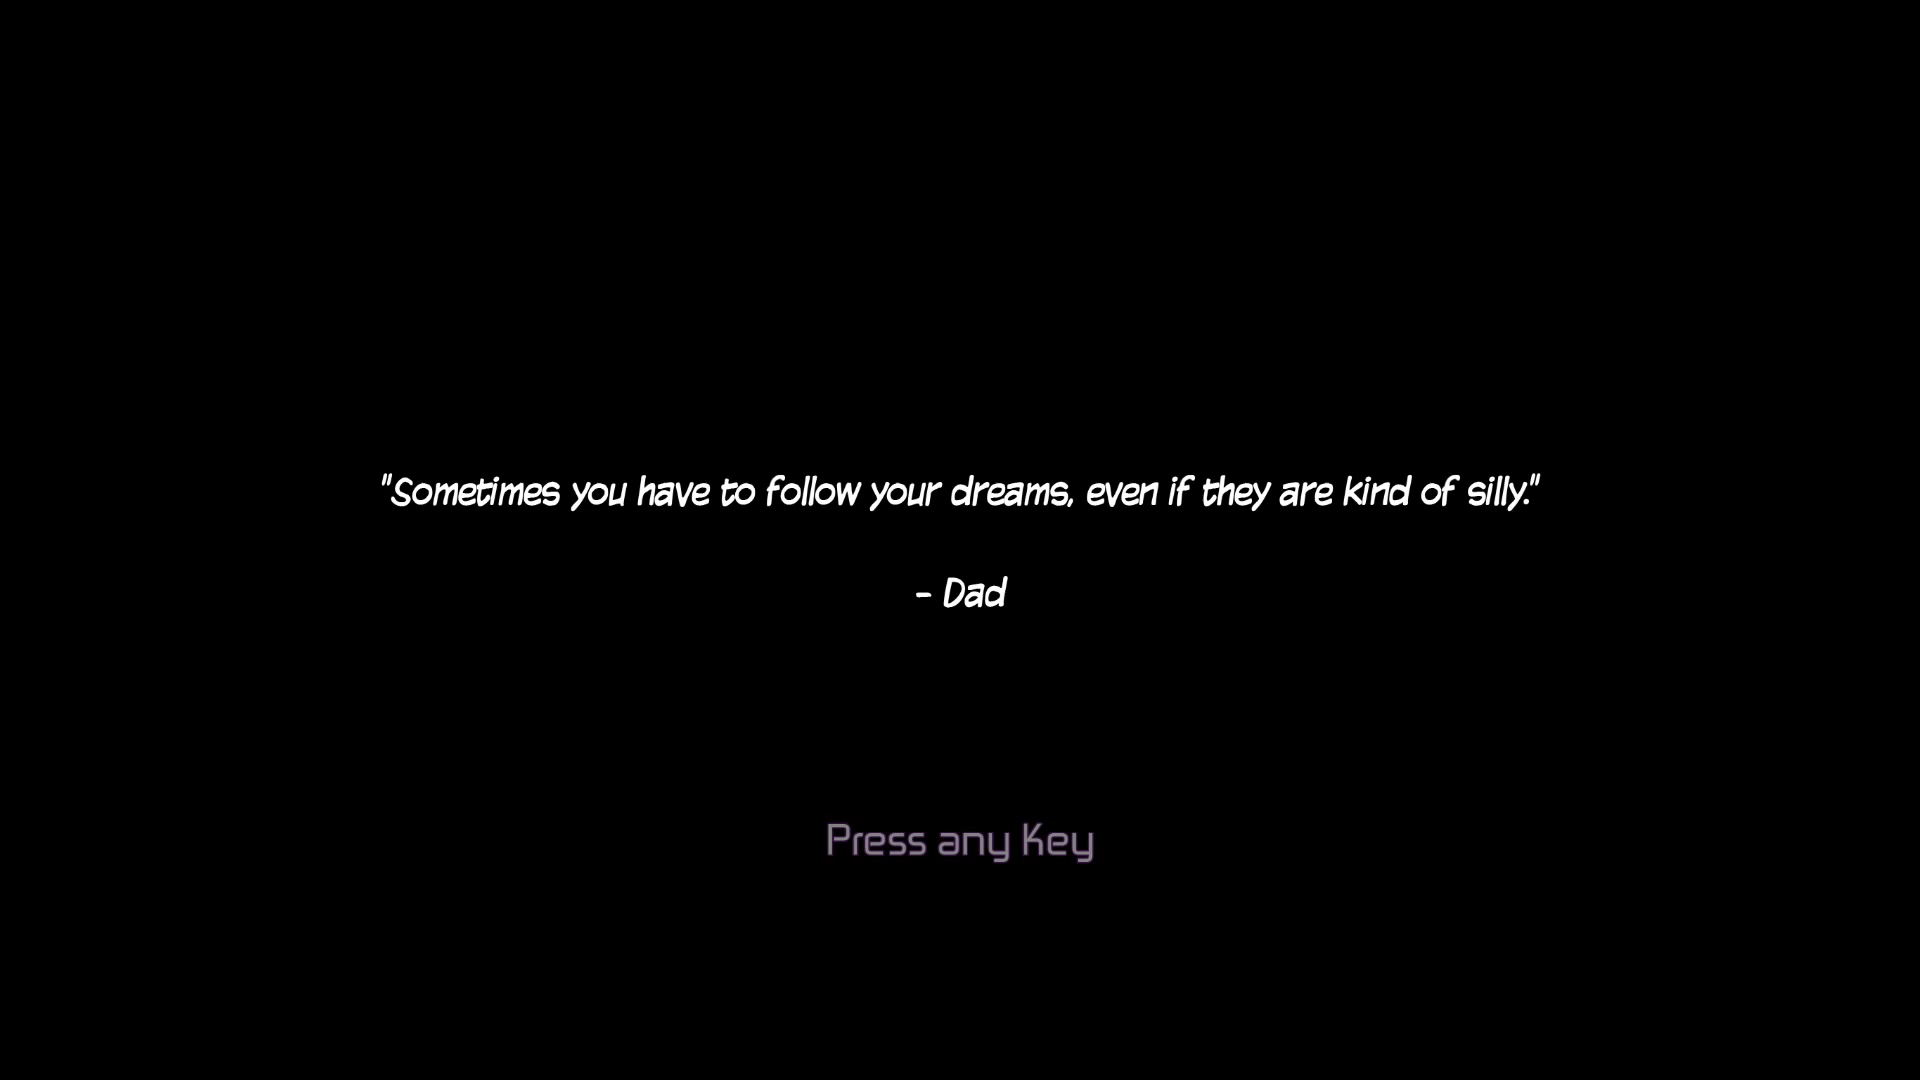 "Sometimes you have to follow your dreams, even if they are kind of silly."
- Dad
Press any Key